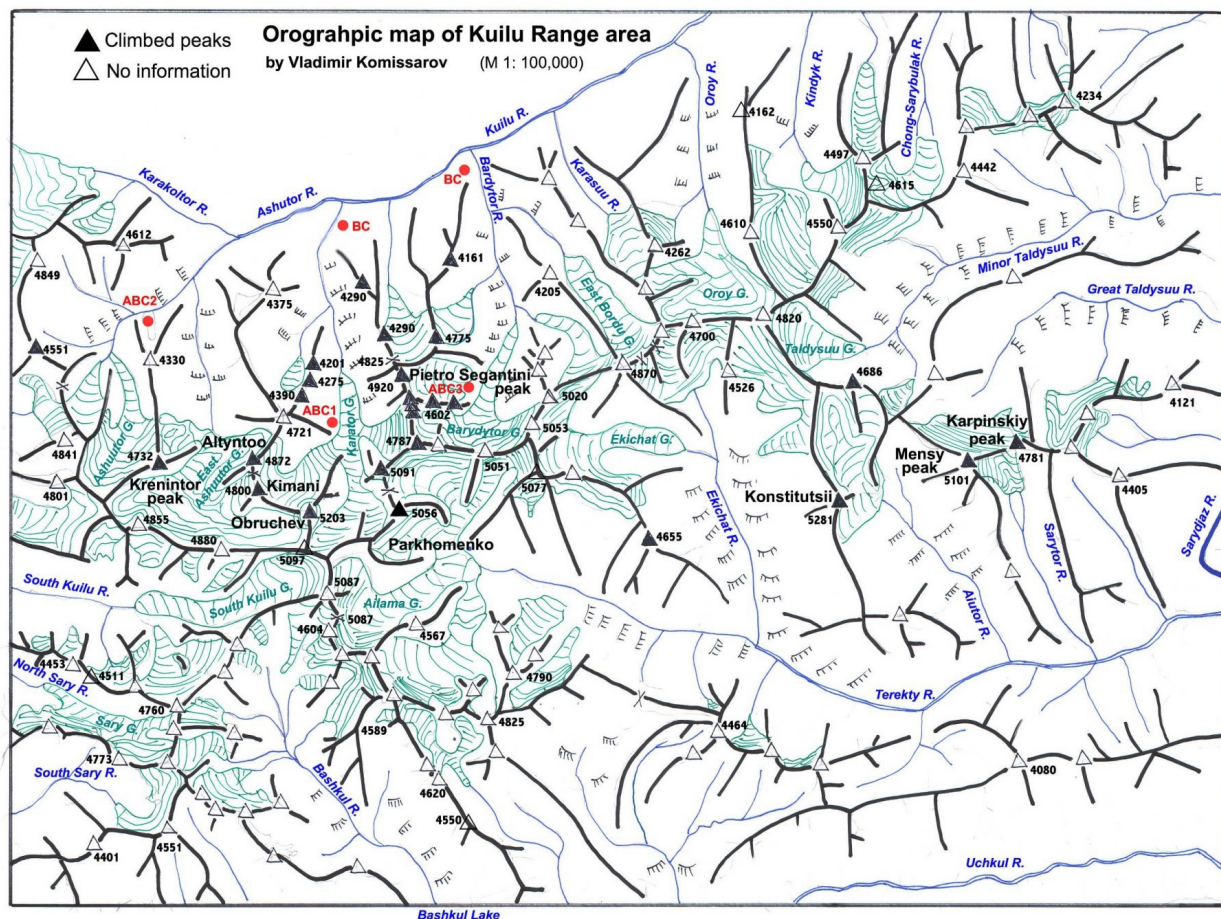 Climbed peaks
No information
Orograhpic map of Kuilu Range area
by Vladimir Komissarov (M 1: 100,000)
Kuilu R.
Oroy R.
Kindyk R.
Chong-Sarybulak R.
4234
4162
4497
4615
4442
Karakoltor R.
Ashutor R.
BC
Bardytor R.
Karasuu R.
BC
4612
4849
4610
4550
Minor Taldysuu R.
4161
4262
4205
Great Taldysuu R.
4375
4290
East Bordu G.
Oroy G.
ABC2
4551
4330
4290
4775
4820
4700
Taldysuu G.
4201
4825
4275
4920
Pietro Segantini peak
ABC3
4870
4526
4686
4390
ABC1
4602
5020
4121
4721
Karator G.
4787
Barydytor G.
5053
Ekichat G.
Karpinskiy peak
4841
Ashuutor G.
Altyntoo
4872
4732
East Ashuutor G.
5091
5051
4781
Mensy peak
5101
4801
Krenintor peak
4800
Kimani
5077
4405
Konstitutsii
5281
4855
Obruchev
5203
5056
Ekichat R.
4880
5097
Parkhomenko
4655
Sarytor R.
Sarydjaz R.
South Kuilu R.
South Kuilu G.
5087
Ailama G.
5087
4604
4567
Aiutor R.
4453
North Sary R.
4511
4790
Terekty R.
4760
Sary G.
4589
4825
4464
4773
South Sary R.
Bashkul R.
4620
4080
4550
4401
4551
Uchkul R.
Bashkul Lake